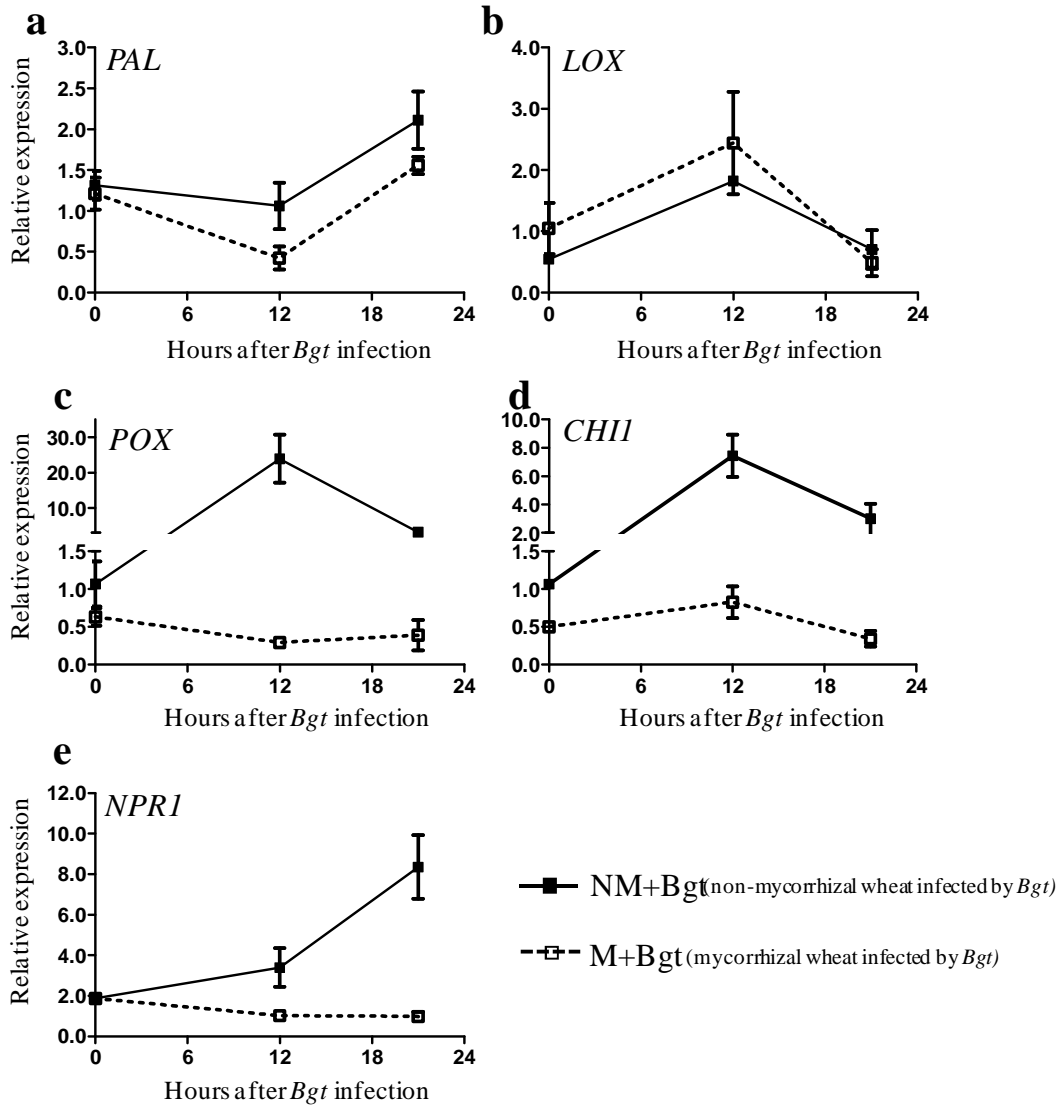 a
PAL
Relative expression
3.0
2.5
2.0
1.5
1.0
0.5
0.0
0 6 12 18 24
Hours after Bgt infection
b
LOX
4.0
3.0
2.0
1.0
0.0
0 6 12 18 24
Hours after Bgt infection
c
POX
Relative expression
30.0
20.0
10.0
1.5
1.0
0.5
0.0
0 6 12 18 24
Hours after Bgt infection
d
CHI1
10.0
8.0
6.0
4.0
2.0
1.5
1.0
0.5
0.0
0 6 12 18 24
Hours after Bgt infection
e
NPR1
Relative expression
12.0
10.0
8.0
6.0
4.0
2.0
0.0
0 6 12 18 24
Hours after Bgt infection
NM+Bgt(non-mycorrhizal wheat infected by Bgt)
M+Bgt (mycorrhizal wheat infected by Bgt)